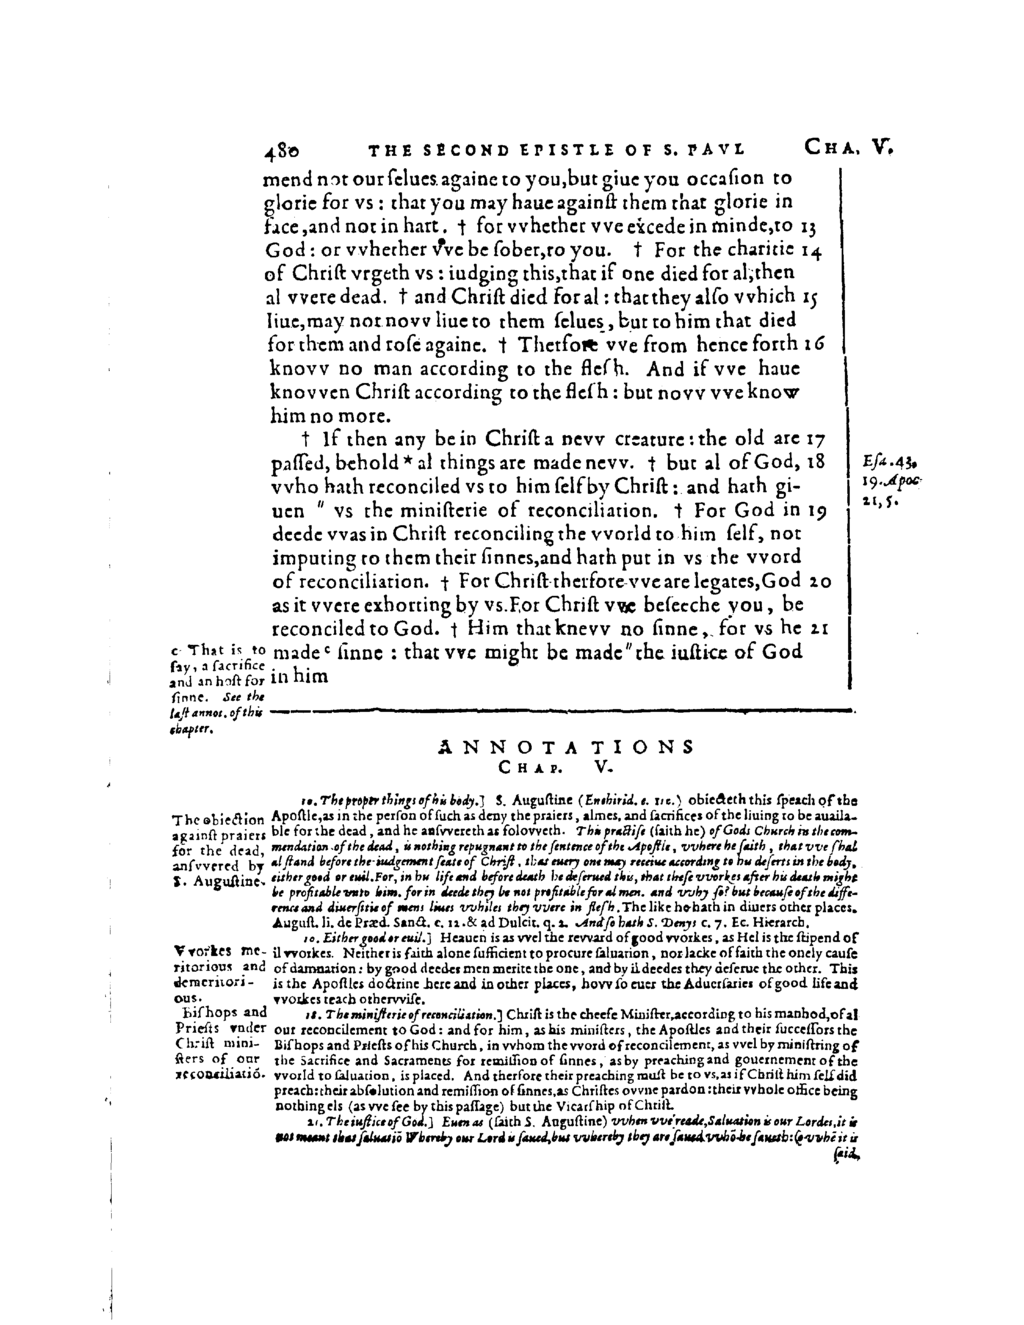 480 THE SECOND EPISTLE OF S. PAVL CHA. V.
mend not our ſelues againe to you, but giue you occaſion to
glorie for vs: that you may haue againſt them that glorie in
face, and not in hart. † for vvhether vve excede in minde, to 13
God: or vvhether vve be ſober, to you. † For the charitie 14
of Chriſt vrgeth vs: iudging this, that if one died for al, then
al vvere dead. † and Chriſt died for al: that they alſo vvhich 15
liue, may not novv liue to them ſelues, but to him that died
for them and roſe againe. † Therfore vve from hence forth 16
knovv no man according to the fleſh. And if vve haue
knovven Chriſt according to the fleſh: but novv vve know
him no more.
† If then any be in Chriſt a nevv creature: the old are 17
paſſed, behold * al things are made nevv. † but al of God, 18
vvho hath reconciled vs to him ſelf by Chriſt: and hath gi-
uen " vs the miniſterie of reconciliation. † For God in 19
deede vvas in Chriſt reconciling the vvorld to him ſelf, not
imputing to them their ſinnes, and hath put in vs the vvord
of reconciliation. † For Chriſt therfore vve are legates, God 20
as it vvere exhorting by vs. For Chriſt vve beſeeche you, be
reconciled to God. † Him that knevv no ſinne, for vs he 21
made c ſinne: that vve might be made " the iuſtice of God
in him
Eſa. 43,
19. Apoc.
21, 5.
c That is to
ſay, a ſacrifice
and an hoſt for
ſinne. See the
laſt annot. of this
chapter.
ANNOTATIONS
CHAP. V.
10. The proper things of his body.] S. Auguſtine (Enchirid. c. 110.) obiecteth this ſpeach of the
Apoſtle, as in the perſon of ſuch as deny the praiers, almes, and ſacrifices of the liuing to be auaila-
ble for the dead, and he anſvvereth as folovveth. This practiſe (ſaith he) of Gods Church in the com-
mendation of the dead, is nothing repugnant to the ſentence of the Apoſtle, vvhere he ſaith, that vve ſhal
al ſtand before the iudgement ſeate of Chriſt, that euery one may receiue according to his deſerts in the body,
either good or euil. For, in his life and before death he deſerued this, that theſe vvorkes after his death might
be profitable vnto him. for in deede they be not profitable for al men. and vvhy ſo? but becauſe of the diffe-
rence and diuerſitie of mens liues vvhiles they vvere in fleſh. The like he hath in diuers other places.
Auguſt. li. de Præd. Sanct. c. 12. & ad Dulcit. q. 2. And ſo hath S. Denys c. 7. Ec. Hierarch.
10. Either good or euil.] Heauen is as vvel the revvard of good vvorkes, as Hel is the ſtipend of
il vvorkes. Neither is faith alone ſufficient to procure ſaluation, nor lacke of faith the onely cauſe
of damnation: by good deedes men merite the one, and by il deedes they deſerue the other. This
is the Apoſtles doctrine here and in other places, hovv ſo euer the Aduerſaries of good life and
vvorkes teach othervviſe.
18. The miniſterie of reconciliation.] Chriſt is the cheefe Miniſter, according to his manhod, of al
our reconcilement to God: and for him, as his miniſters, the Apoſtles and their ſucceſſors the
Biſhops and Prieſts of his Church, in vvhom the vvord of reconcilement, as vvel by miniſtring of
the Sacrifice and Sacraments for remiſſion of ſinnes, as by preaching and gouernement of the
vvorld to ſaluation, is placed. And therfore their preaching muſt be to vs, as if Chriſt him ſelf did
preach: their abſolution and remiſſion of ſinnes, as Chriſtes ovvne pardon: their vvhole office being
nothing els (as vve ſee by this paſſage) but the Vicarſhip of Chriſt.
21. The iuſtice of God.] Euen as (ſaith S. Auguſtine) vvhen vve reade, Saluation is our Lordes, it is
not meant that ſaluatiō Whereby our Lord is ſaued, but vvhereby they are ſaued vvhō he ſaueth: ſo vvhē it is
ſaid,
The obiection
againſt praiers
for the dead,
anſvvered by
S. Auguſtine.
Vvorkes me-
ritorious and
demeritori-
ous.
Biſhops and
Prieſts vnder
Chriſt mini-
ſters of our
reconciliatiō.